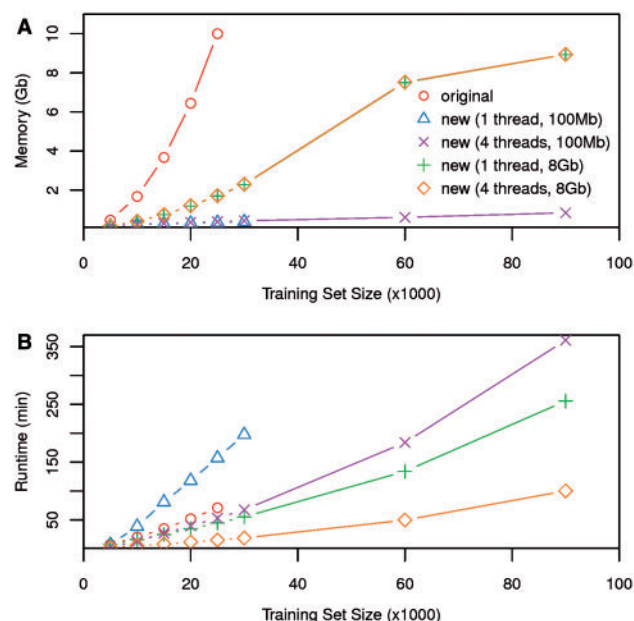 A
Memory (Gb)
10
8
6
4
2
original
new (1 thread, 100Mb)
new (4 threads, 100Mb)
new (1 thread, 8Gb)
new (4 threads, 8Gb)
0 20 40 60 80 100
Training Set Size (x1000)
B
Runtime (min)
350
250
150
50
0 20 40 60 80 100
Training Set Size (x1000)